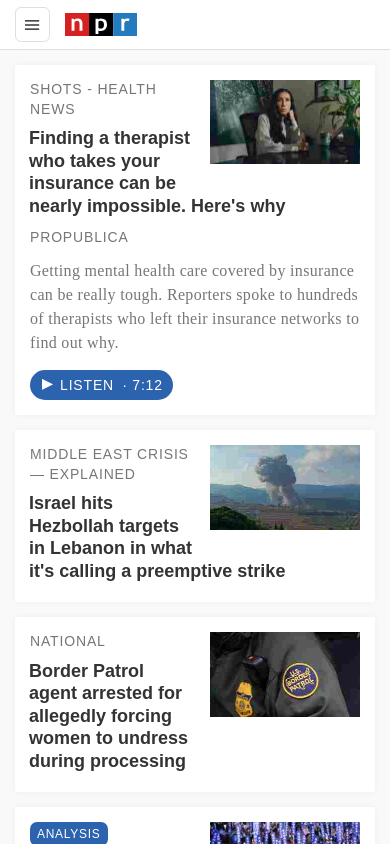 npr
SHOTS - HEALTH
NEWS
Finding a therapist
who takes your
insurance can be
nearly impossible. Here's why
PROPUBLICA
Getting mental health care covered by insurance
can be really tough. Reporters spoke to hundreds
of therapists who left their insurance networks to
find out why.
LISTEN · 7:12
MIDDLE EAST CRISIS
— EXPLAINED
Israel hits
Hezbollah targets
in Lebanon in what
it's calling a preemptive strike
NATIONAL
Border Patrol
agent arrested for
allegedly forcing
women to undress
during processing
U.S.
BORDER
PATROL
ANALYSIS